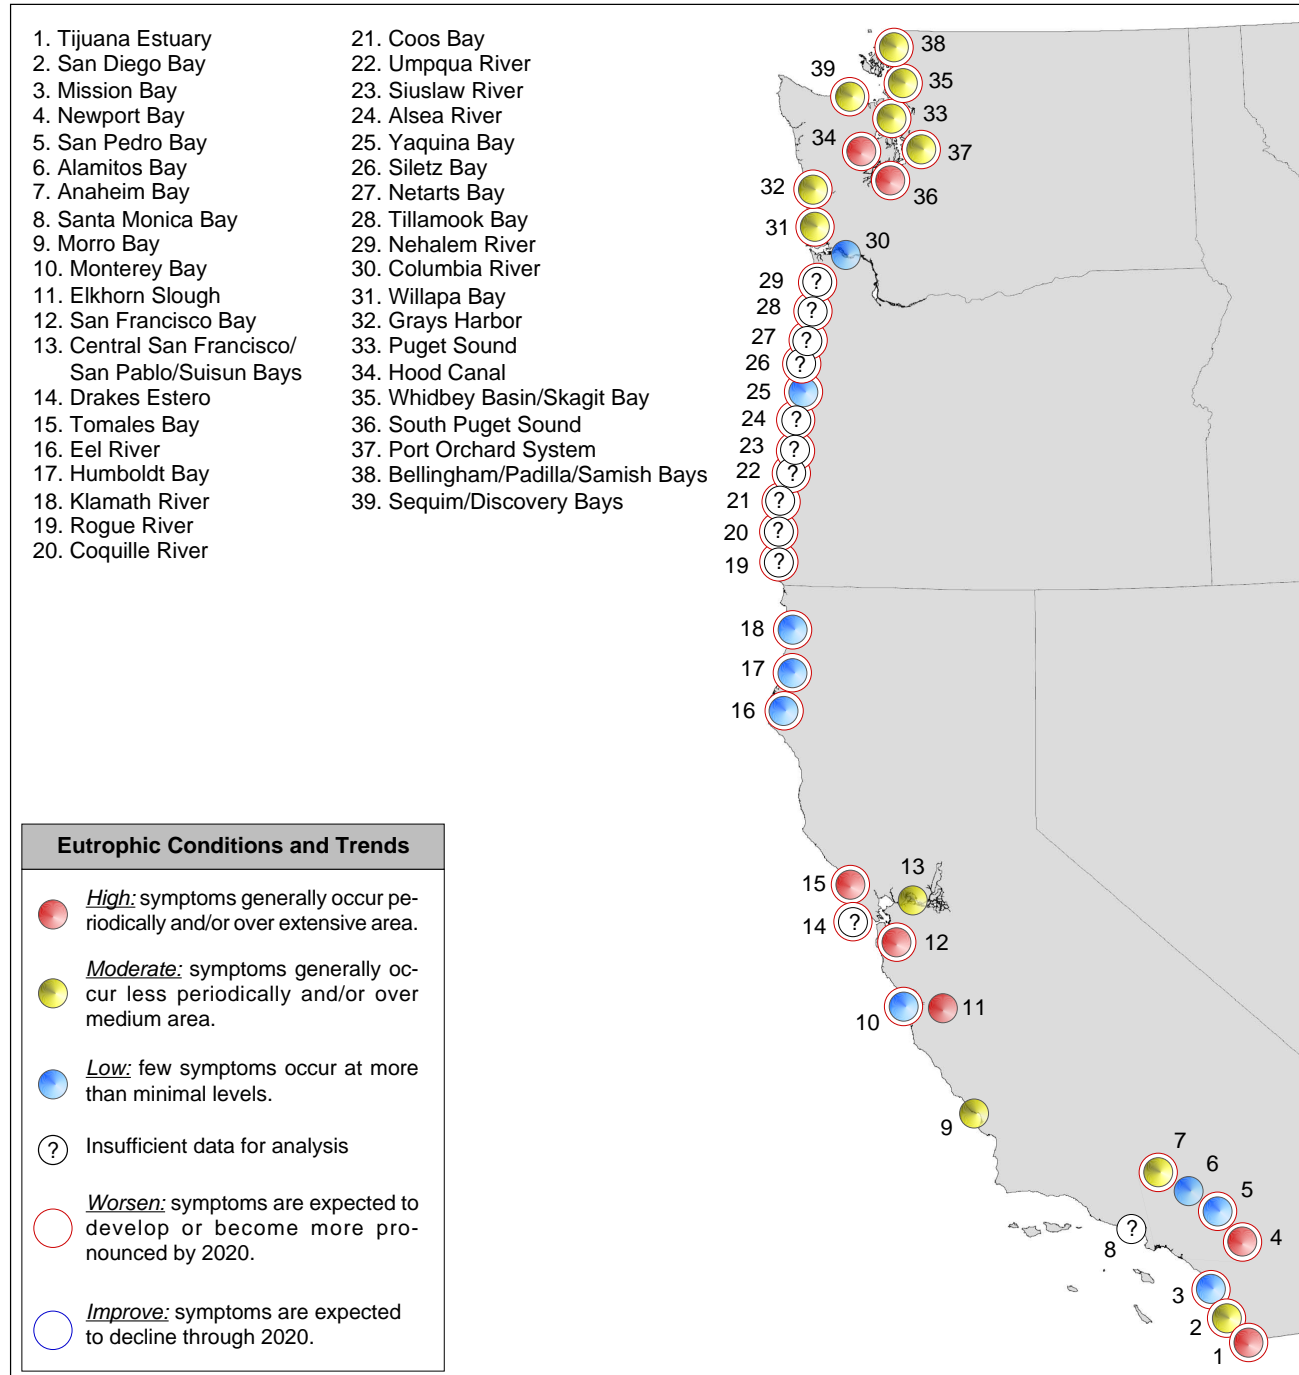 1. Tijuana Estuary
2. San Diego Bay
3. Mission Bay
4. Newport Bay
5. San Pedro Bay
6. Alamitos Bay
7. Anaheim Bay
8. Santa Monica Bay
9. Morro Bay
10. Monterey Bay
11. Elkhorn Slough
12. San Francisco Bay
13. Central San Francisco/
San Pablo/Suisun Bays
14. Drakes Estero
15. Tomales Bay
16. Eel River
17. Humboldt Bay
18. Klamath River
19. Rogue River
20. Coquille River
21. Coos Bay
22. Umpqua River
23. Siuslaw River
24. Alsea River
25. Yaquina Bay
26. Siletz Bay
27. Netarts Bay
28. Tillamook Bay
29. Nehalem River
30. Columbia River
31. Willapa Bay
32. Grays Harbor
33. Puget Sound
34. Hood Canal
35. Whidbey Basin/Skagit Bay
36. South Puget Sound
37. Port Orchard System
38. Bellingham/Padilla/Samish Bays
39. Sequim/Discovery Bays
38
39
35
33
34
37
36
32
31
30
29
?
28
?
27
?
26
?
25
24
?
23
?
22
?
21
?
20
?
19
?
18
17
16
15
13
14
?
12
10
11
9
7
6
5
4
8
?
3
2
1
Eutrophic Conditions and Trends
High: symptoms generally occur pe-
riodically and/or over extensive area.
Moderate: symptoms generally oc-
cur less periodically and/or over
medium area.
Low: few symptoms occur at more
than minimal levels.
? Insufficient data for analysis
Worsen: symptoms are expected to
develop or become more pro-
nounced by 2020.
Improve: symptoms are expected
to decline through 2020.